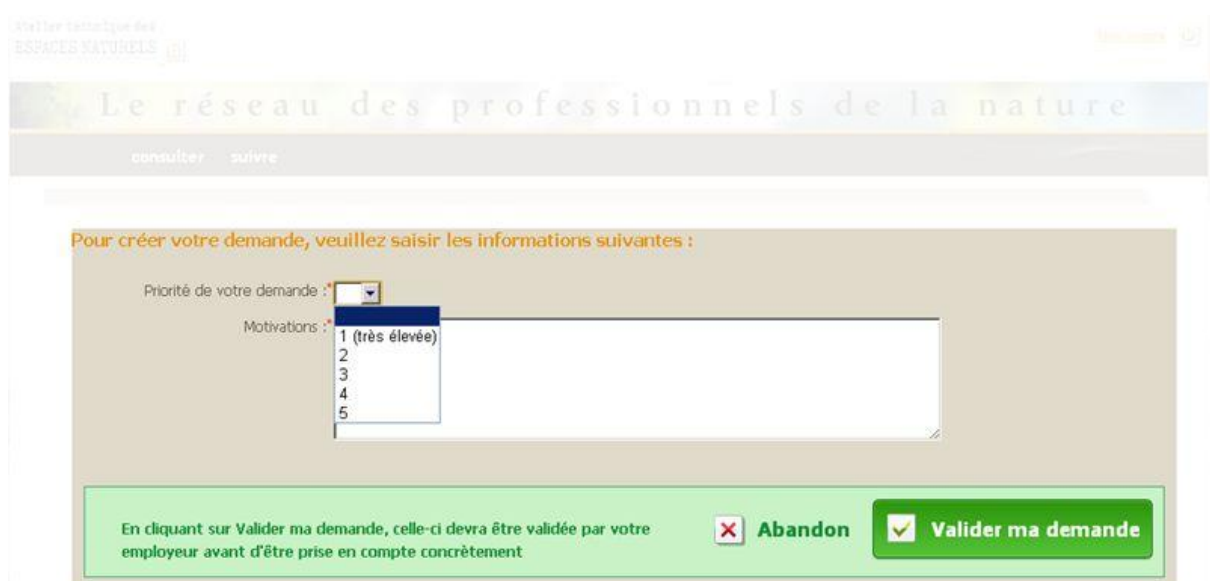 Atelier technique des
ESPACES NATURELS
Le réseau des professionnels de la nature
consulter suivre
Pour créer votre demande, veuillez saisir les informations suivantes :
Priorité de votre demande :*
Motivations :*
1 (très élevée)
2
3
4
5
En cliquant sur Valider ma demande, celle-ci devra être validée par votre
employeur avant d'être prise en compte concrètement
Abandon
Valider ma demande